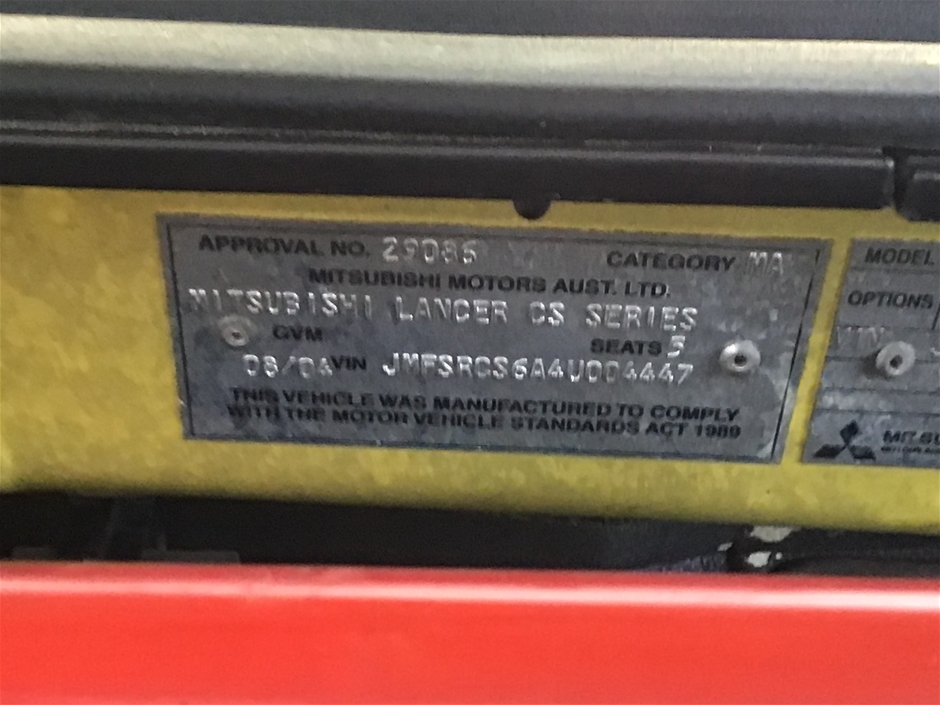 APPROVAL NO. 29086 CATEGORY MA
MITSUBISHI MOTORS AUST. LTD.
MITSUBISHI LANCER CS SERIES
GVM SEATS 5
08/04 VIN JMFSRCS6A4U004447
THIS VEHICLE WAS MANUFACTURED TO COMPLY
WITH THE MOTOR VEHICLE STANDARDS ACT 1989
MODEL
OPTIONS
VIN